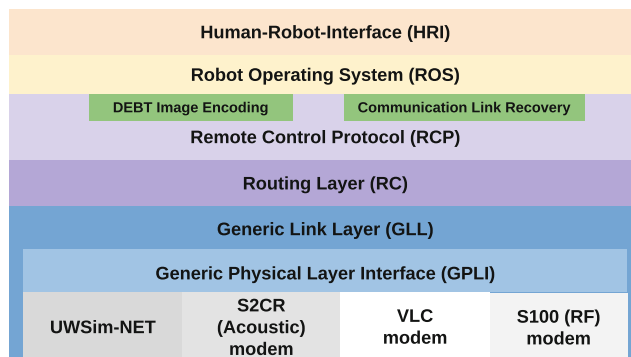 Human-Robot-Interface (HRI)
Robot Operating System (ROS)
DEBT Image Encoding
Communication Link Recovery
Remote Control Protocol (RCP)
Routing Layer (RC)
Generic Link Layer (GLL)
Generic Physical Layer Interface (GPLI)
UWSim-NET
S2CR
(Acoustic)
modem
VLC
modem
S100 (RF)
modem